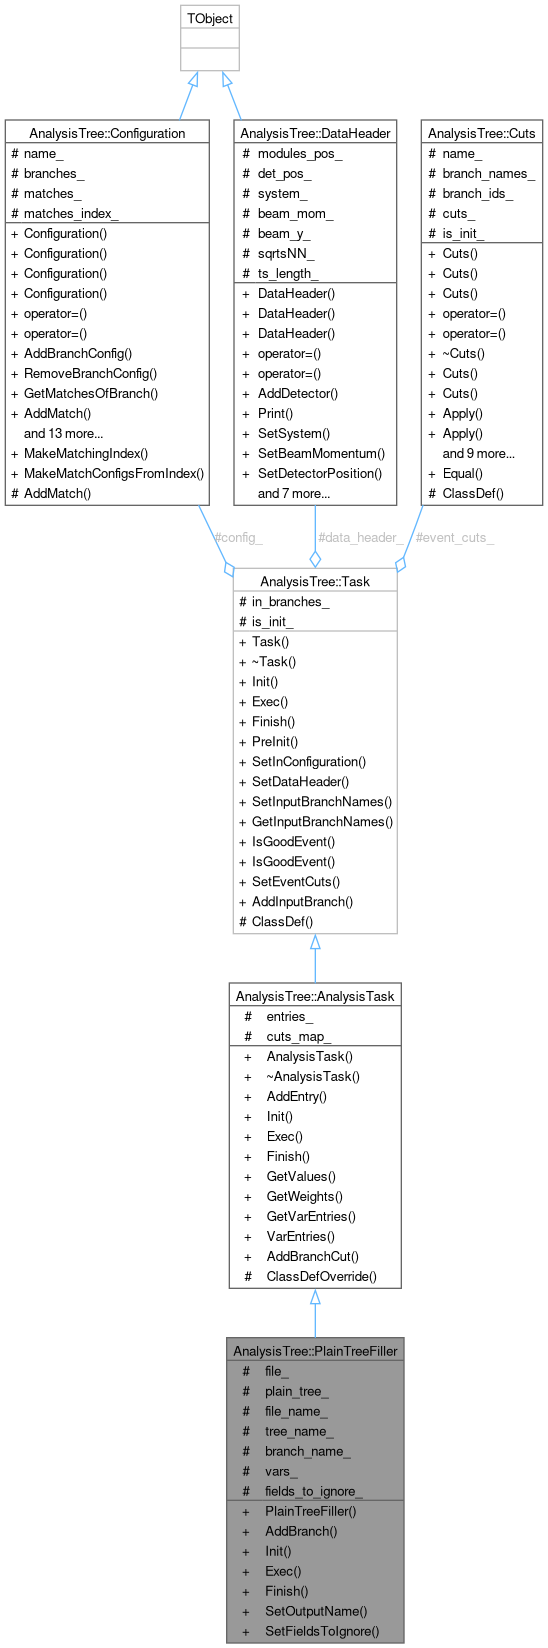 TObject
AnalysisTree::Configuration
# name_
# branches_
# matches_
# matches_index_
+ Configuration()
+ Configuration()
+ Configuration()
+ Configuration()
+ operator=()
+ operator=()
+ AddBranchConfig()
+ RemoveBranchConfig()
+ GetMatchesOfBranch()
+ AddMatch()
and 13 more...
+ MakeMatchingIndex()
+ MakeMatchConfigsFromIndex()
# AddMatch()
AnalysisTree::DataHeader
# modules_pos_
# det_pos_
# system_
# beam_mom_
# beam_y_
# sqrtsNN_
# ts_length_
+ DataHeader()
+ DataHeader()
+ DataHeader()
+ operator=()
+ operator=()
+ AddDetector()
+ Print()
+ SetSystem()
+ SetBeamMomentum()
+ SetDetectorPosition()
and 7 more...
AnalysisTree::Cuts
# name_
# branch_names_
# branch_ids_
# cuts_
# is_init_
+ Cuts()
+ Cuts()
+ Cuts()
+ operator=()
+ operator=()
+ ~Cuts()
+ Cuts()
+ Cuts()
+ Apply()
+ Apply()
and 9 more...
+ Equal()
# ClassDef()
#config_
#data_header_
#event_cuts_
AnalysisTree::Task
# in_branches_
# is_init_
+ Task()
+ ~Task()
+ Init()
+ Exec()
+ Finish()
+ PreInit()
+ SetInConfiguration()
+ SetDataHeader()
+ SetInputBranchNames()
+ GetInputBranchNames()
+ IsGoodEvent()
+ IsGoodEvent()
+ SetEventCuts()
+ AddInputBranch()
# ClassDef()
AnalysisTree::AnalysisTask
# entries_
# cuts_map_
+ AnalysisTask()
+ ~AnalysisTask()
+ AddEntry()
+ Init()
+ Exec()
+ Finish()
+ GetValues()
+ GetWeights()
+ GetVarEntries()
+ VarEntries()
+ AddBranchCut()
# ClassDefOverride()
AnalysisTree::PlainTreeFiller
# file_
# plain_tree_
# file_name_
# tree_name_
# branch_name_
# vars_
# fields_to_ignore_
+ PlainTreeFiller()
+ AddBranch()
+ Init()
+ Exec()
+ Finish()
+ SetOutputName()
+ SetFieldsToIgnore()